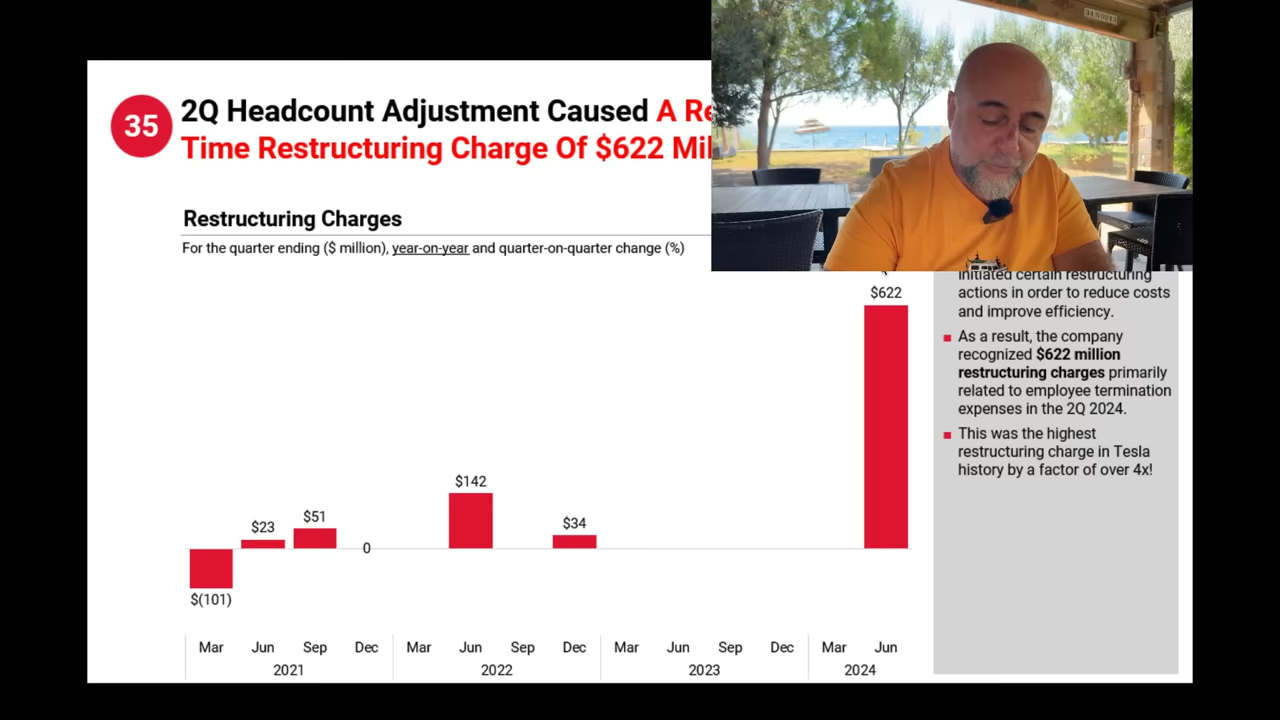 35
2Q Headcount Adjustment Caused A Re
Time Restructuring Charge Of $622 Mil
Restructuring Charges
For the quarter ending ($ million), year-on-year and quarter-on-quarter change (%)
initiated certain restructuring
actions in order to reduce costs
and improve efficiency.
As a result, the company
recognized $622 million
restructuring charges primarily
related to employee termination
expenses in the 2Q 2024.
This was the highest
restructuring charge in Tesla
history by a factor of over 4x!
$622
$142
$34
$51
$23
0
$(101)
Mar Jun Sep Dec Mar Jun Sep Dec Mar Jun Sep Dec Mar Jun
2021 2022 2023 2024